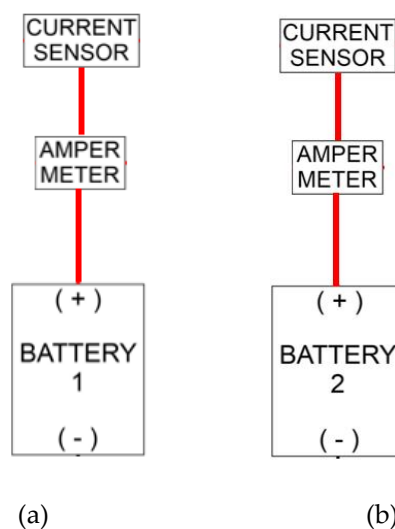 CURRENT
SENSOR
AMPER
METER
( + )
BATTERY
1
( - )
(a)
CURRENT
SENSOR
AMPER
METER
( + )
BATTERY
2
( - )
(b)